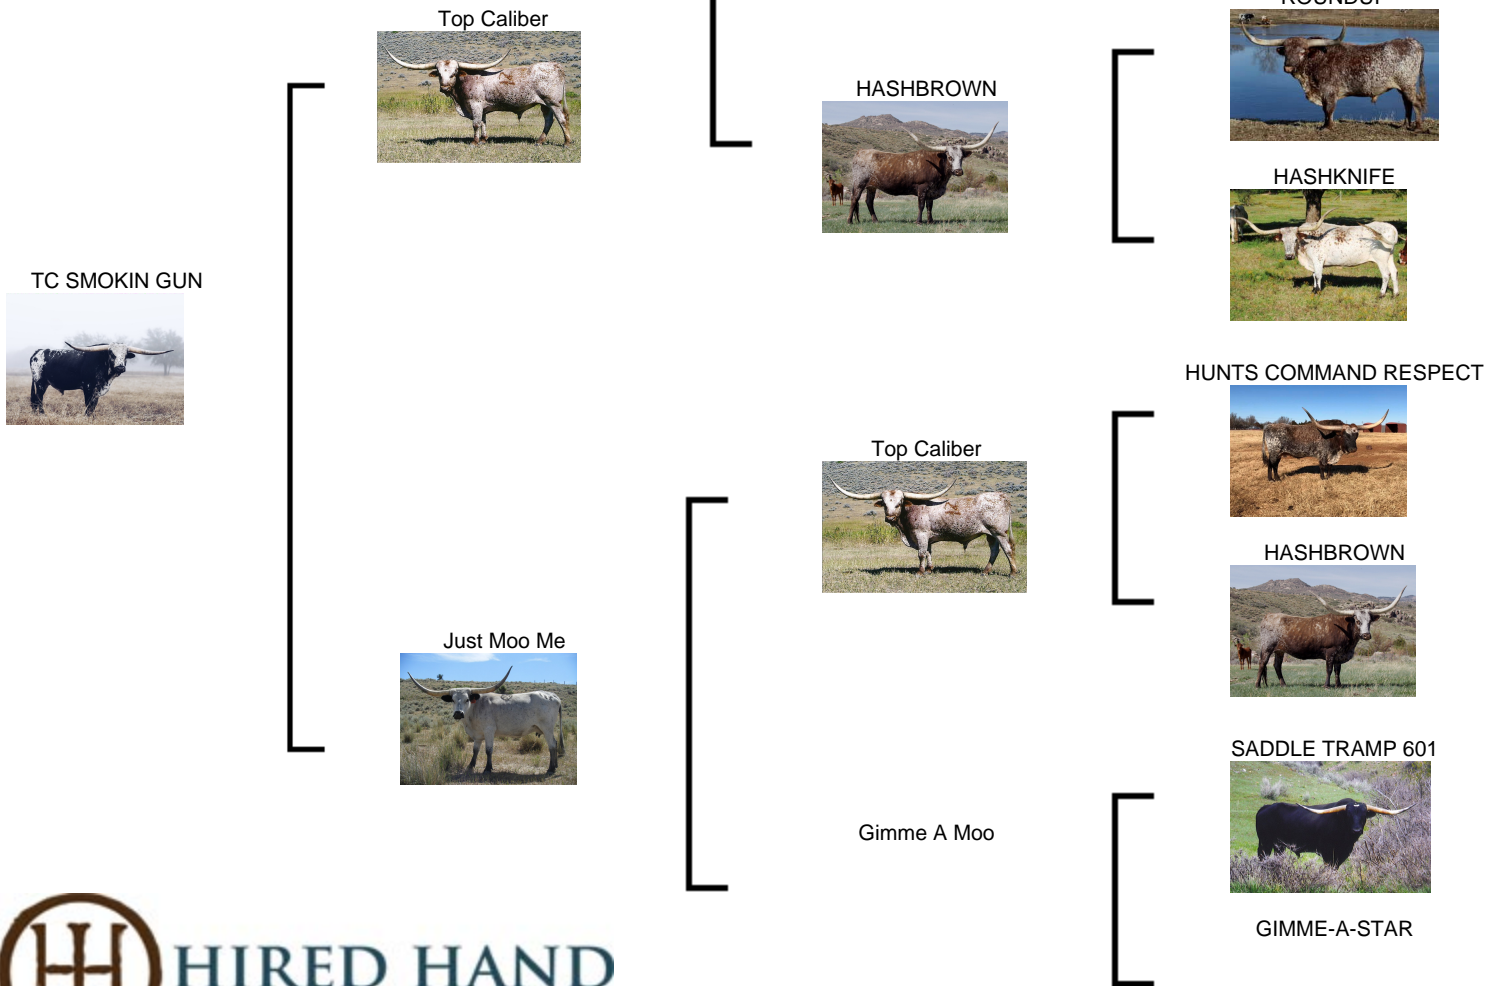 Top Caliber
HASHBROWN
HASHKNIFE
TC SMOKIN GUN
HUNTS COMMAND RESPECT
Top Caliber
HASHBROWN
Just Moo Me
SADDLE TRAMP 601
Gimme A Moo
GIMME-A-STAR
HIRED HAND